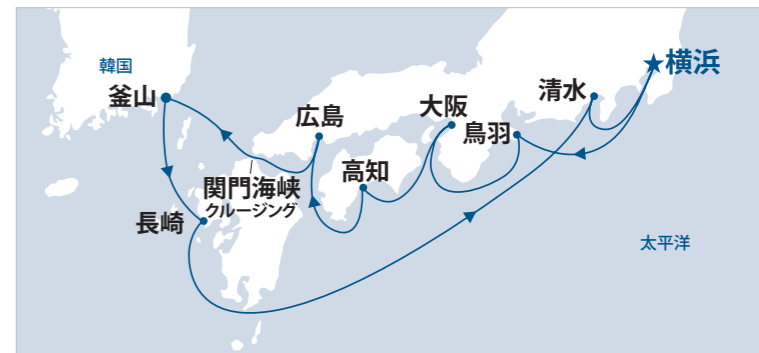 韓国
釜山
広島
大阪
鳥羽
清水
★横浜
高知
関門海峡
クルージング
長崎
太平洋